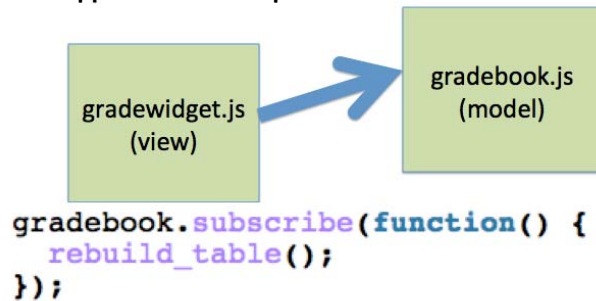 gradewidget.js
(view)
gradebook.js
(model)
gradebook.subscribe(function() {
  rebuild_table();
});